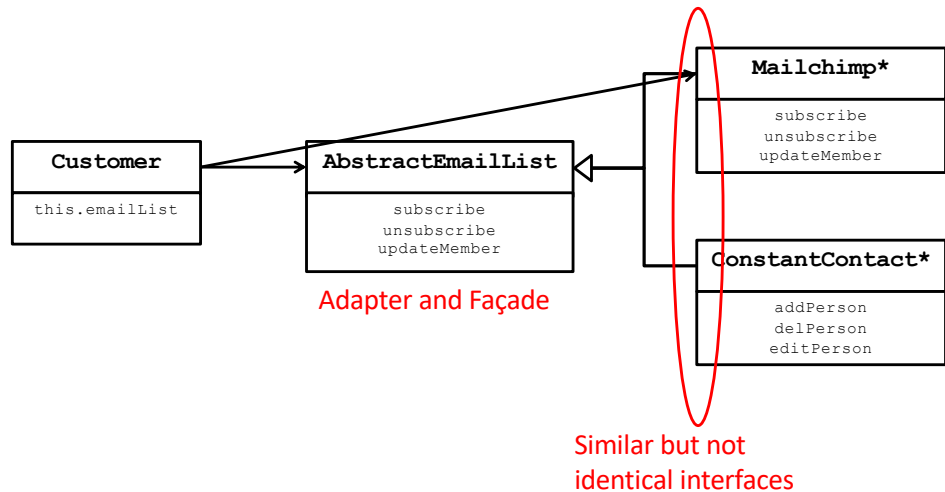 Customer
this.emailList
AbstractEmailList
subscribe
unsubscribe
updateMember
Adapter and Façade
Mailchimp*
subscribe
unsubscribe
updateMember
ConstantContact*
addPerson
delPerson
editPerson
Similar but not
identical interfaces